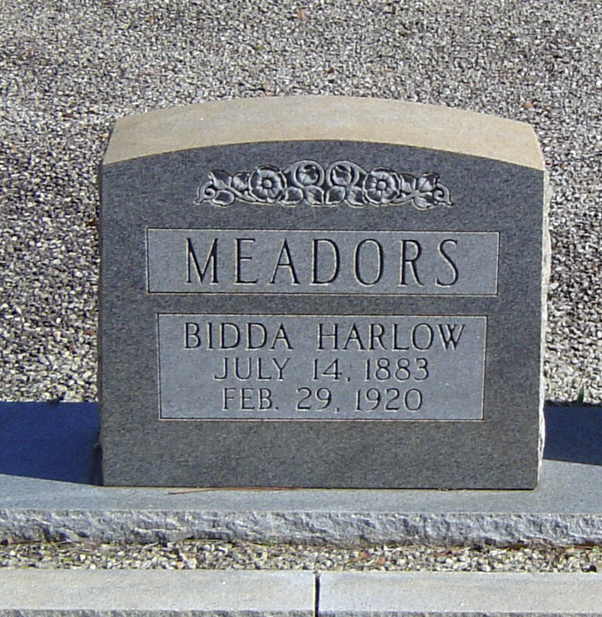 MEADORS
BIDDA HARLOW
JULY 14, 1883
FEB. 29, 1920